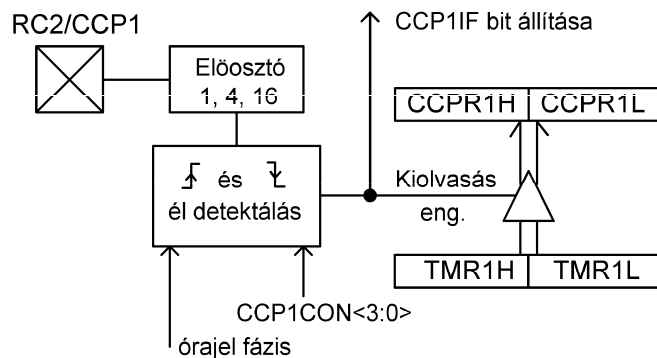 RC2/CCP1
CCP1IF bit állítása
Elöosztó
1, 4, 16
CCPR1H CCPR1L
és
él detektálás
Kiolvasás
eng.
TMR1H TMR1L
CCP1CON<3:0>
órajel fázis